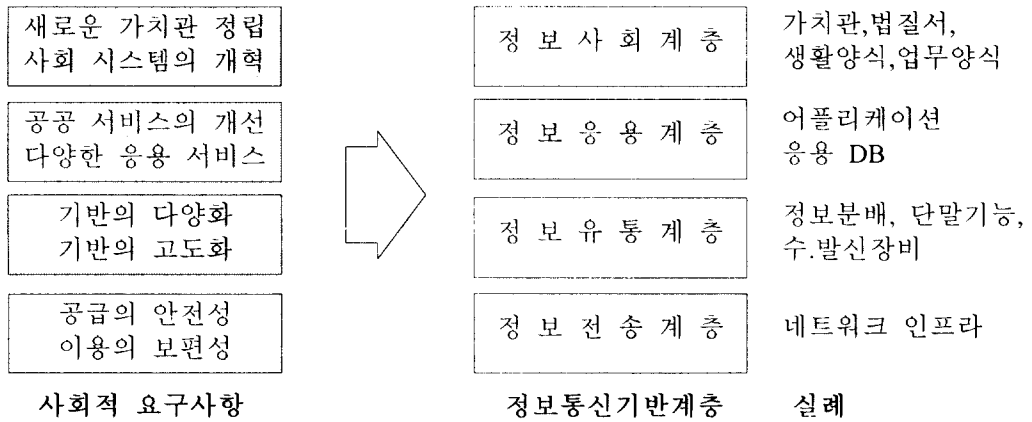 새로운 가치관 정립
사회 시스템의 개혁
정 보 사 회 계 층
가치관,법질서,
생활양식,업무양식
공공 서비스의 개선
다양한 응용 서비스
정 보 응 용 계 층
어플리케이션
응용 DB
기반의 다양화
기반의 고도화
정 보 유 통 계 층
정보분배, 단말기능,
수.발신장비
공급의 안전성
이용의 보편성
정 보 전 송 계 층
네트워크 인프라
사회적 요구사항
정보통신기반계층
실례